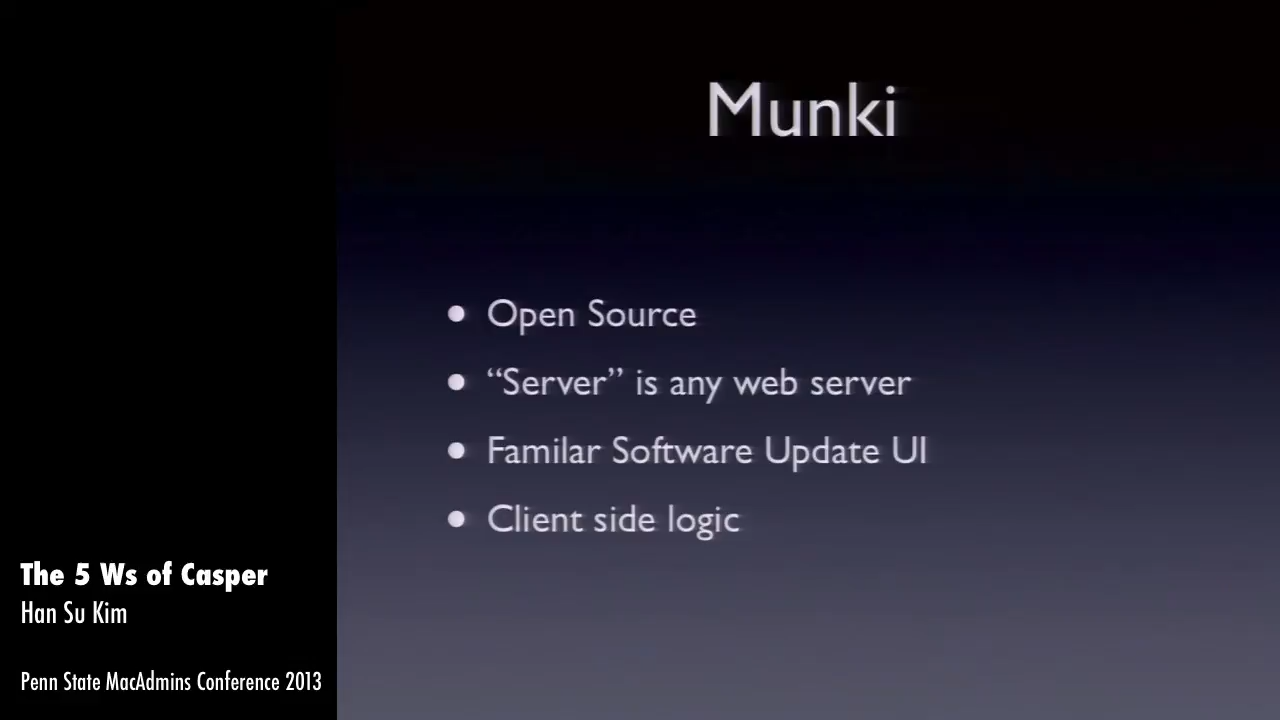 Munki
• Open Source
• “Server” is any web server
• Familar Software Update UI
• Client side logic
The 5 Ws of Casper
Han Su Kim
Penn State MacAdmins Conference 2013